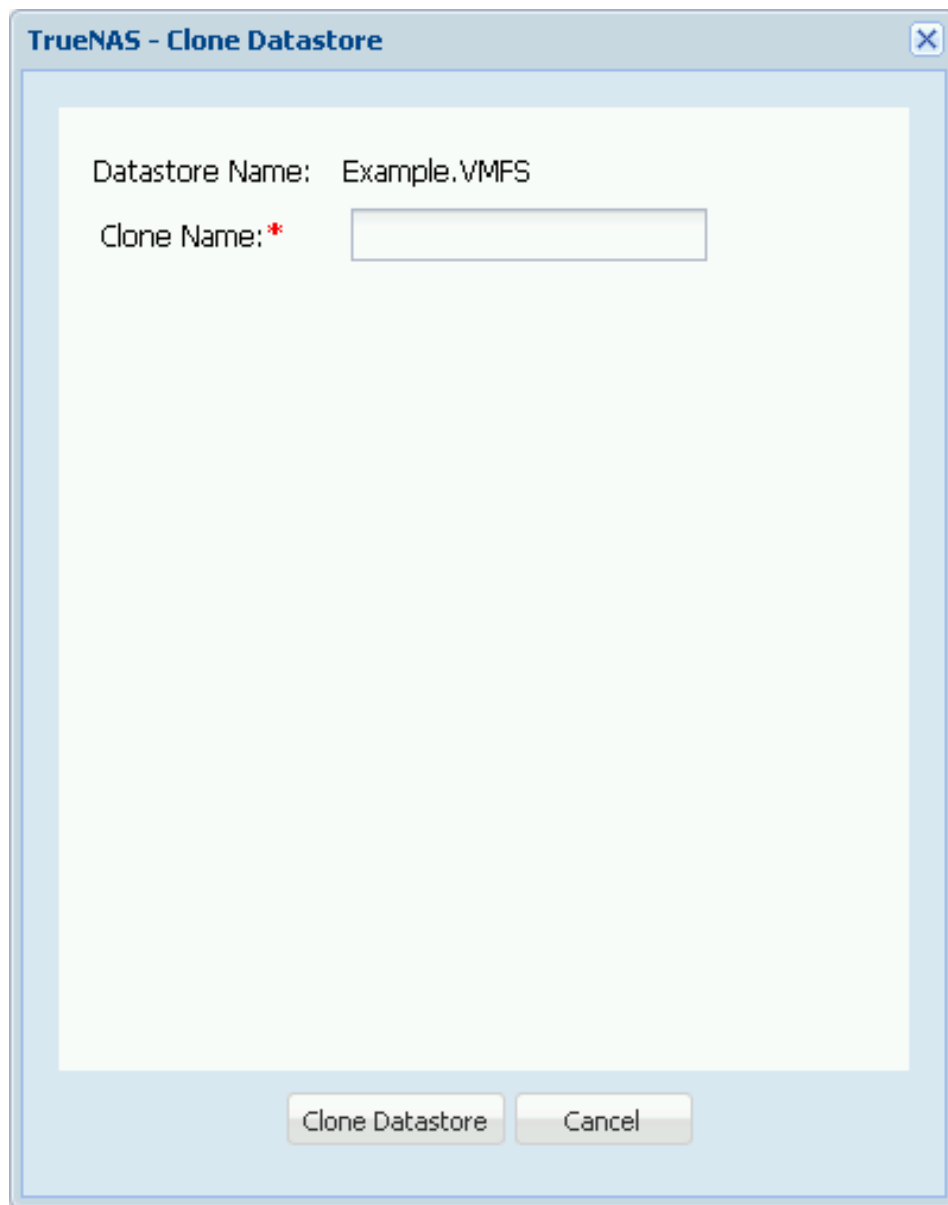 TrueNAS - Clone Datastore
Datastore Name: Example.VMFS
Clone Name:*
Clone Datastore Cancel